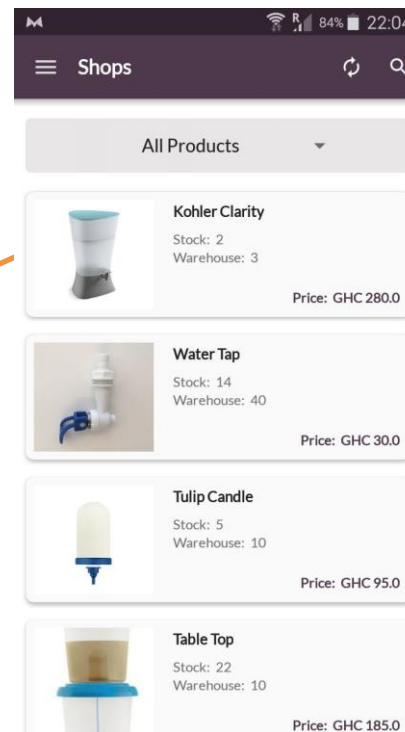 R 84% 22:04
Shops
All Products
Kohler Clarity
Stock: 2
Warehouse: 3
Price: GHC 280.0
Water Tap
Stock: 14
Warehouse: 40
Price: GHC 30.0
Tulip Candle
Stock: 5
Warehouse: 10
Price: GHC 95.0
Table Top
Stock: 22
Warehouse: 10
Price: GHC 185.0